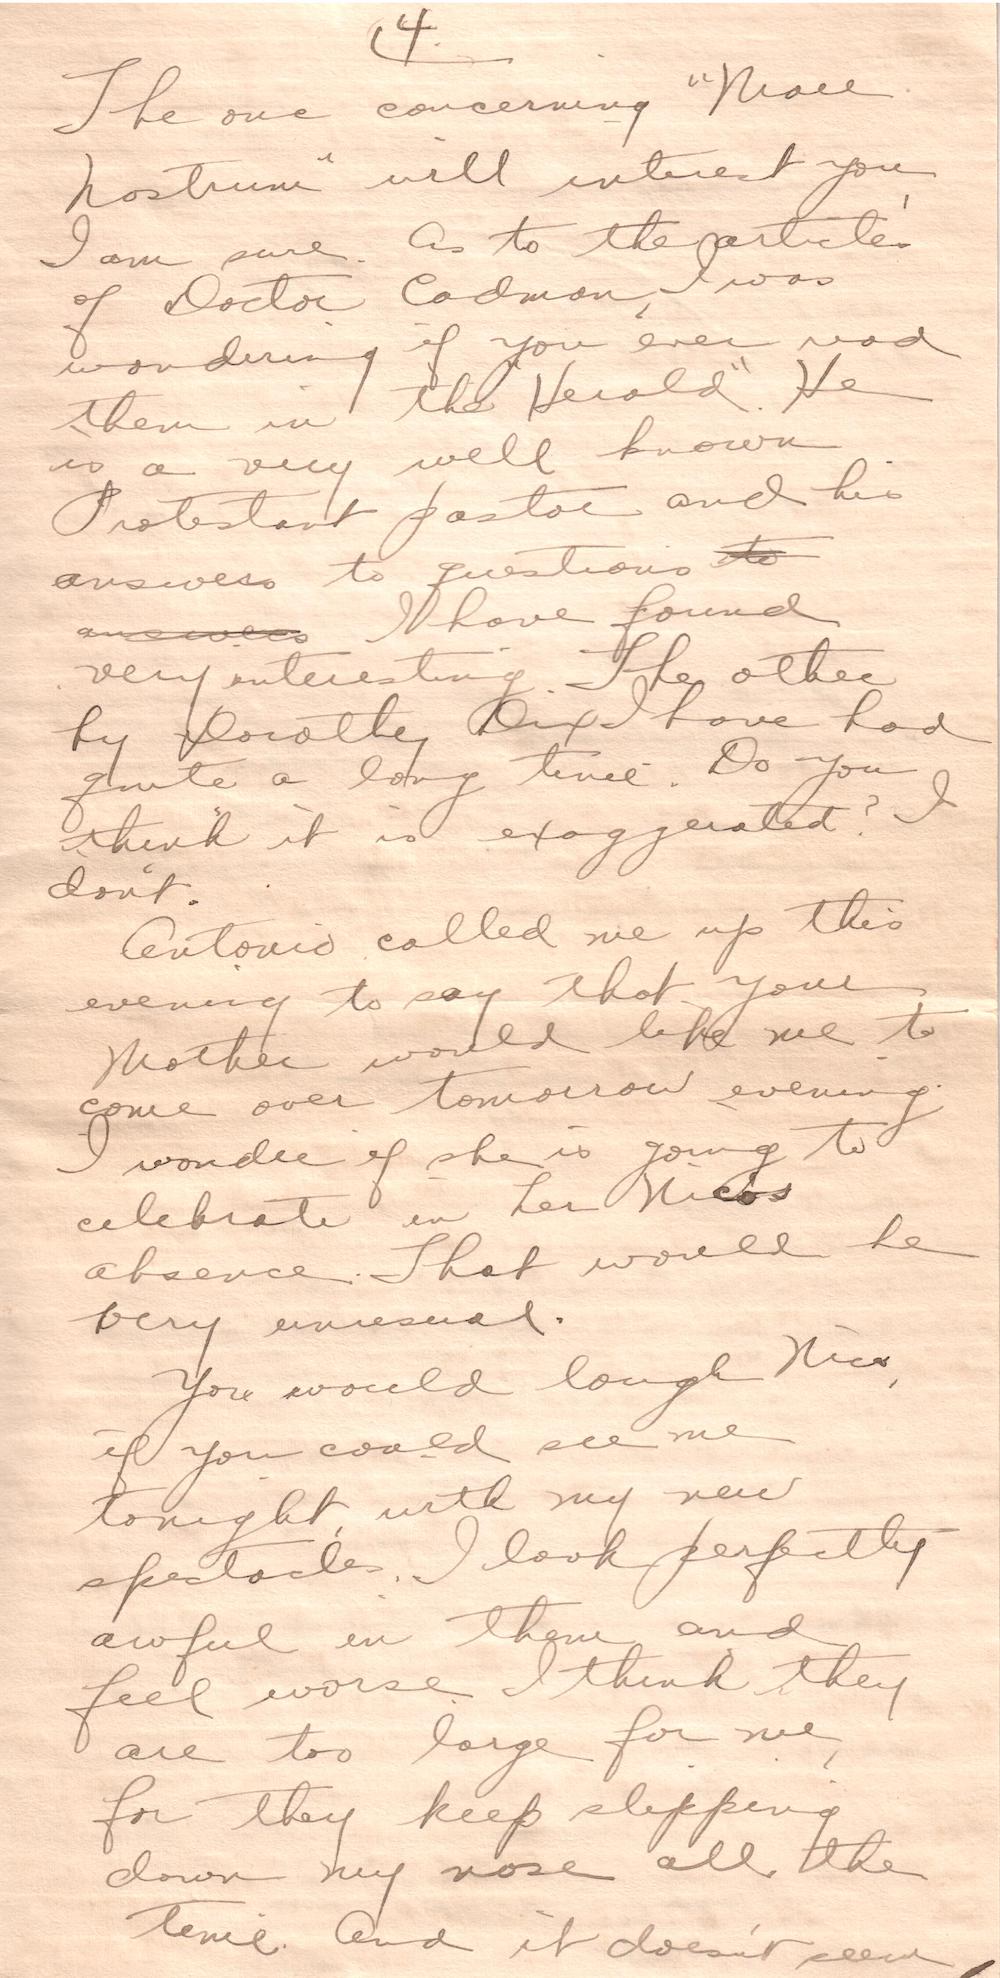 4.
The one concerning "Mare
Nostrum" will interest you,
I am sure. As to the articles
of Doctor Cadman, I was
wondering if you ever read
them in the "Herald". He
is a very well known
Protestant pastor and his
answers to questions to
answers I have found
very interesting. The other
by Dorothy Dix I have had
quite a long time. Do you
think it is exaggerated? I
don't.
Antonio called me up this
evening to say that your
Mother would like me to
come over tomorrow evening.
I wonder if she is going to
celebrate in her Nicos
absence. That would be
very unusual.
You would laugh Nico,
if you could see me
tonight, with my new
spectacles. I look perfectly
awful in them and
feel worse. I think they
are too large for me,
for they keep slipping
down my nose all the
time. And it doesn't seem